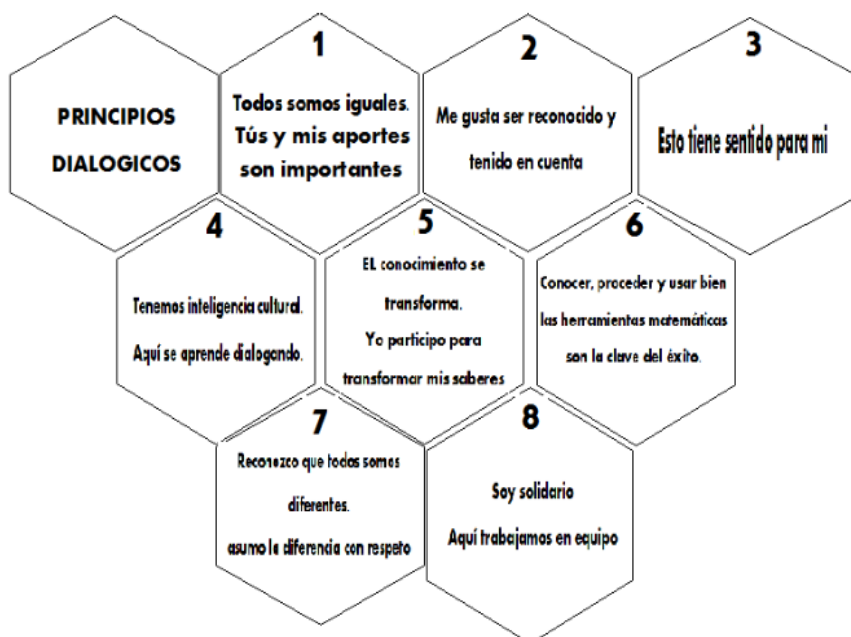 PRINCIPIOS
DIALOGICOS
1
Todos somos iguales.
Tús y mis aportes
son importantes
2
Me gusta ser reconocido y
tenido en cuenta
3
Esto tiene sentido para mi
4
Tenemos inteligencia cultural.
Aquí se aprende dialogando.
5
EL conocimiento se
transforma.
Yo participo para
transformar mis saberes
6
Conocer, proceder y usar bien
las herramientas matemáticas
son la clave del éxito.
7
Reconozco que todos somos
diferentes.
asumo la diferencia con respeto
8
Soy solidario
Aquí trabajamos en equipo